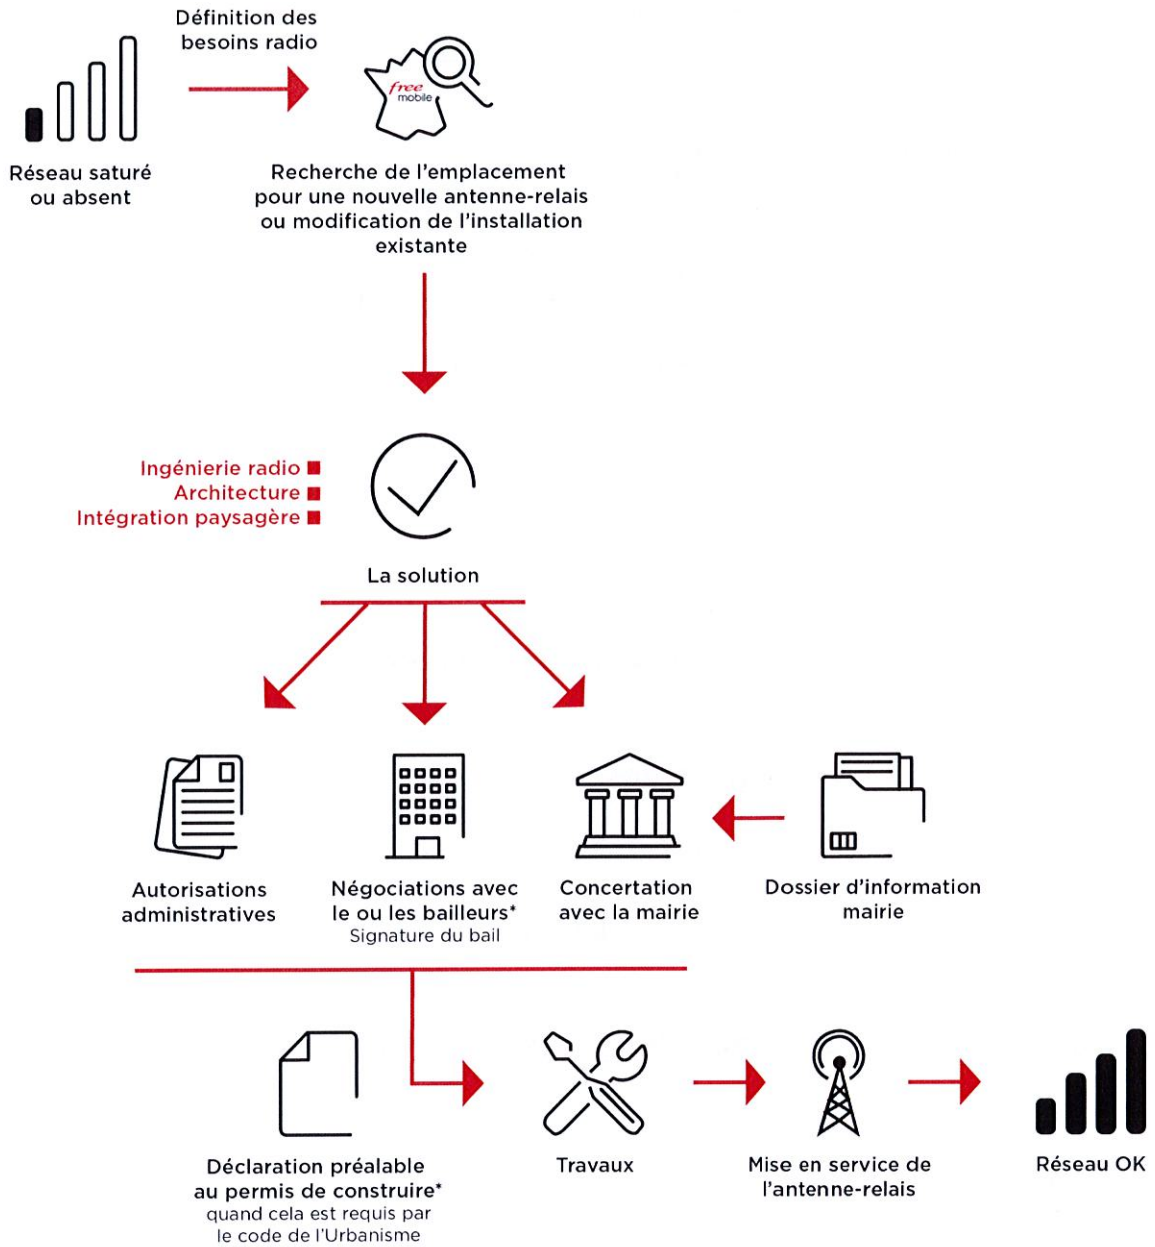 Définition des
besoins radio
free
mobile
Réseau saturé
ou absent
Recherche de l'emplacement
pour une nouvelle antenne-relais
ou modification de l'installation
existante
Ingénierie radio
Architecture
Intégration paysagère
La solution
Autorisations
administratives
Négociations avec
le ou les bailleurs*
Signature du bail
Concertation
avec la mairie
Dossier d'information
mairie
Déclaration préalable
au permis de construire*
quand cela est requis par
le code de l'Urbanisme
Travaux
Mise en service de
l'antenne-relais
Réseau OK